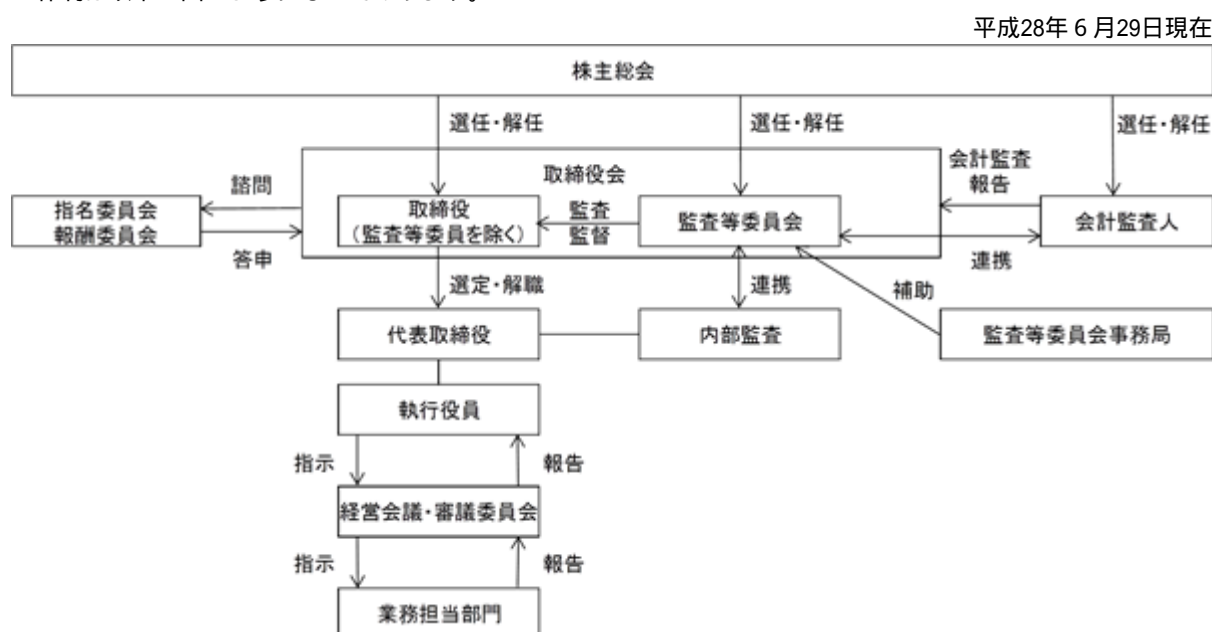 平成28年6月29日現在
株主総会
選任・解任
選任・解任
選任・解任
取締役会
会計監査
報告
諮問
指名委員会
報酬委員会
答申
取締役
(監査等委員を除く)
監査
監督
監査等委員会
会計監査人
連携
選定・解職
連携
補助
代表取締役
内部監査
監査等委員会事務局
執行役員
指示
報告
経営会議・審議委員会
指示
報告
業務担当部門